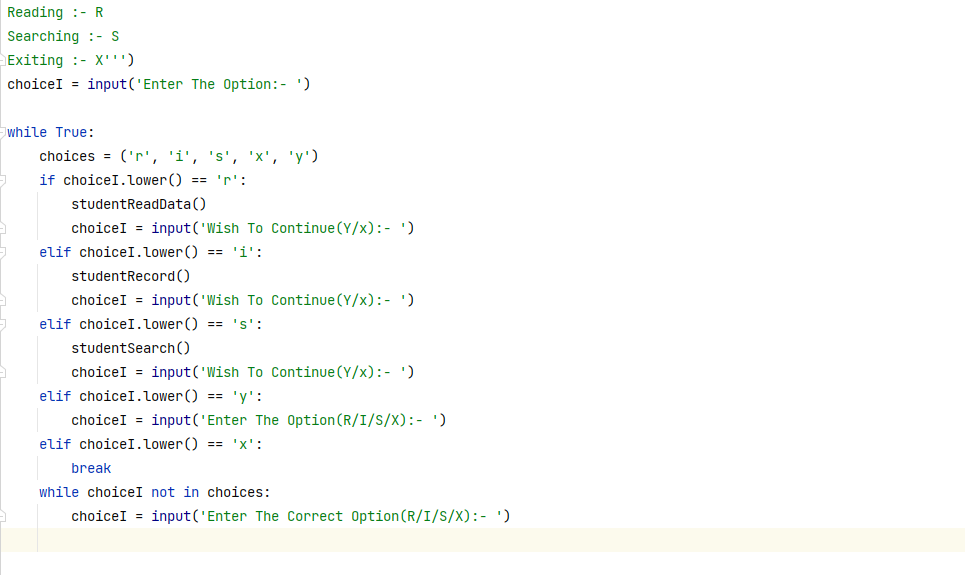 Reading :- R
Searching :- S
Exiting :- X''')
choiceI = input('Enter The Option:- ')
while True:
    choices = ('r', 'i', 's', 'x', 'y')
    if choiceI.lower() == 'r':
        studentReadData()
        choiceI = input('Wish To Continue(Y/x):- ')
    elif choiceI.lower() == 'i':
        studentRecord()
        choiceI = input('Wish To Continue(Y/x):- ')
    elif choiceI.lower() == 's':
        studentSearch()
        choiceI = input('Wish To Continue(Y/x):- ')
    elif choiceI.lower() == 'y':
        choiceI = input('Enter The Option(R/I/S/X):- ')
    elif choiceI.lower() == 'x':
        break
    while choiceI not in choices:
        choiceI = input('Enter The Correct Option(R/I/S/X):- ')